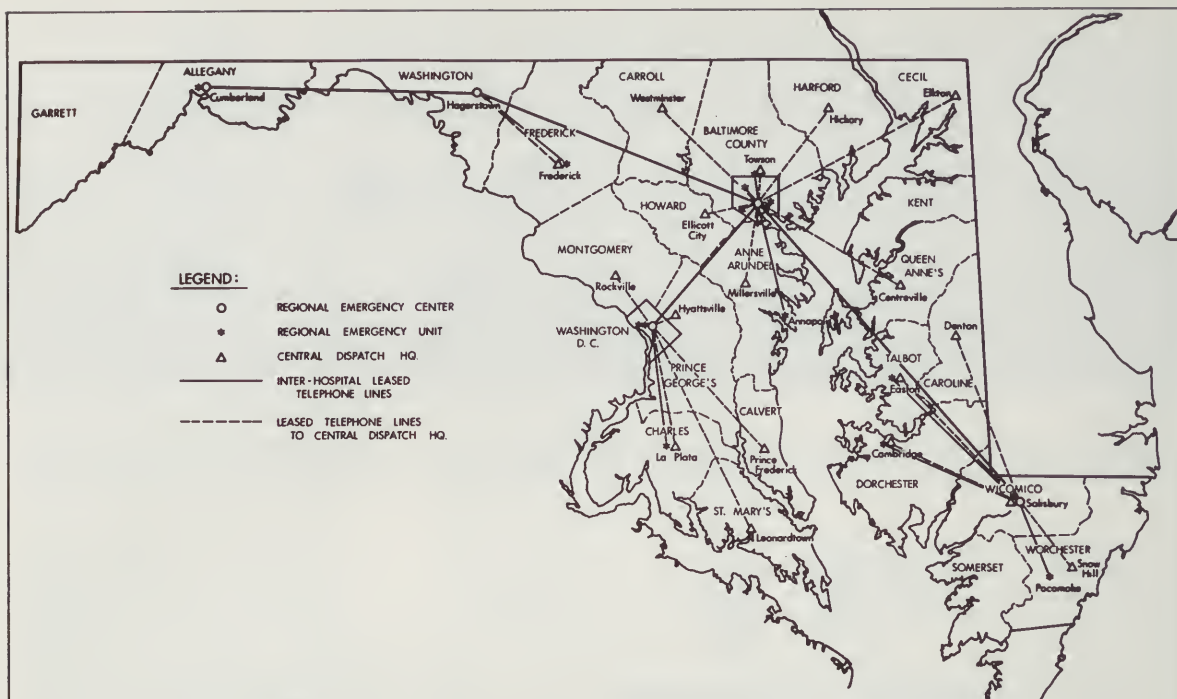 ALLEGANY
Cumberland
GARRETT
WASHINGTON
Hagerstown
FREDERICK
Frederick
CARROLL
Westminster
BALTIMORE
COUNTY
Towson
HARFORD
Hickory
CECIL
Elkton
KENT
HOWARD
Ellicott
City
MONTGOMERY
Rockville
ANNE
ARUNDEL
Millersville
QUEEN
ANNE'S
Centreville
Hyattsville
WASHINGTON
D. C.
Annapolis
Denton
TALBOT
Easton
CAROLINE
PRINCE
GEORGE'S
CALVERT
CHARLES
La Plata
Prince
Frederick
Cambridge
DORCHESTER
ST. MARY'S
Leonardtown
WICOMICO
Salisbury
WORCHESTER
SOMERSET
Snow
Hill
Pocomoke
LEGEND:
REGIONAL EMERGENCY CENTER
REGIONAL EMERGENCY UNIT
CENTRAL DISPATCH HQ.
INTER-HOSPITAL LEASED
TELEPHONE LINES
LEASED TELEPHONE LINES
TO CENTRAL DISPATCH HQ.